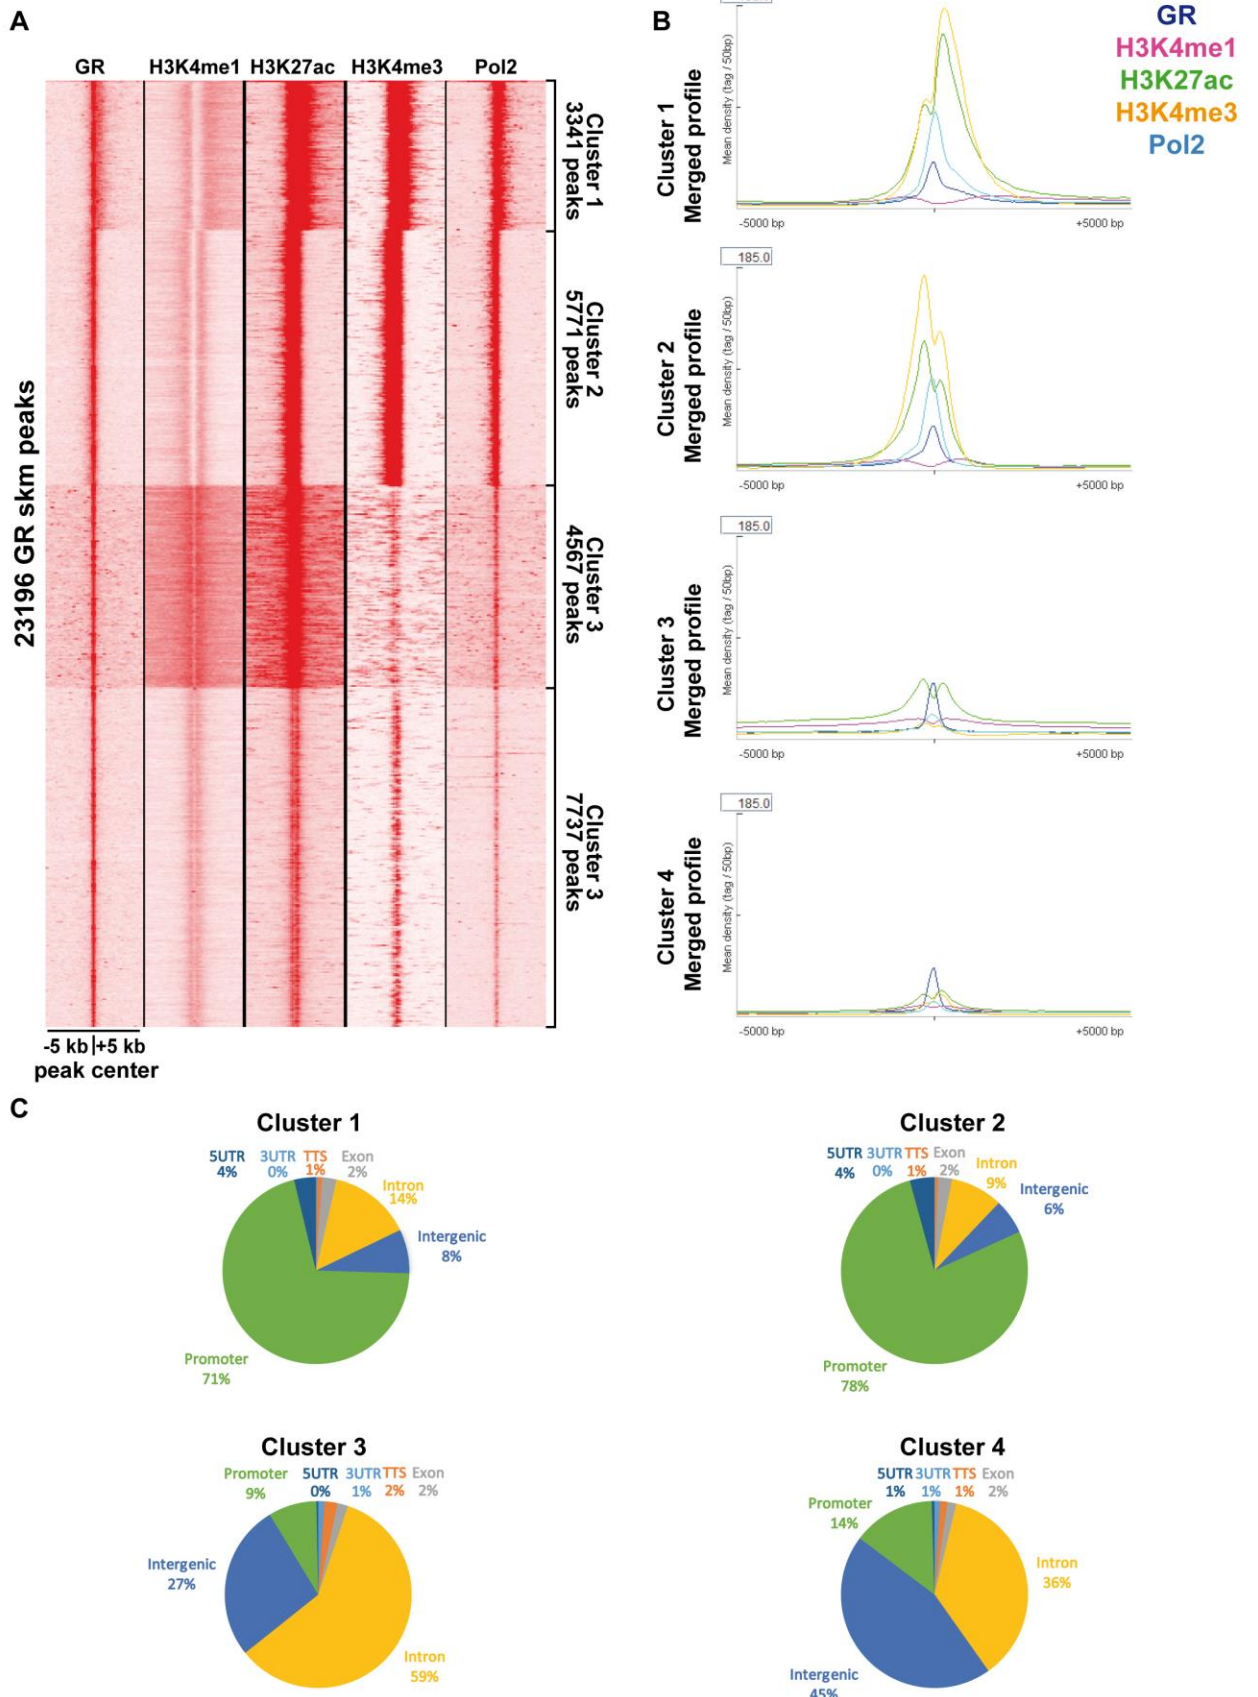 A
GR H3K4me1 H3K27ac H3K4me3 Pol2
23196 GR skm peaks
Cluster 1
3341 peaks
Cluster 2
5771 peaks
Cluster 3
4567 peaks
Cluster 3
7737 peaks
-5 kb +5 kb
peak center
B
GR
H3K4me1
H3K27ac
H3K4me3
Pol2
Cluster 1
Merged profile
Mean density (tag / 50bp)
-5000 bp +5000 bp
Cluster 2
Merged profile
185.0
Mean density (tag / 50bp)
-5000 bp +5000 bp
Cluster 3
Merged profile
185.0
Mean density (tag / 50bp)
-5000 bp +5000 bp
Cluster 4
Merged profile
185.0
Mean density (tag / 50bp)
-5000 bp +5000 bp
C
Cluster 1
5UTR 3UTR TTS Exon
4% 0% 1% 2%
Intron
14%
Intergenic
8%
Promoter
71%
Cluster 2
5UTR 3UTR TTS Exon
4% 0% 1% 2%
Intron
9%
Intergenic
6%
Promoter
78%
Cluster 3
Promoter 5UTR 3UTR TTS Exon
9% 0% 1% 2% 2%
Intergenic
27%
Intron
59%
Cluster 4
5UTR 3UTR TTS Exon
1% 1% 1% 2%
Promoter
14%
Intron
36%
Intergenic
45%